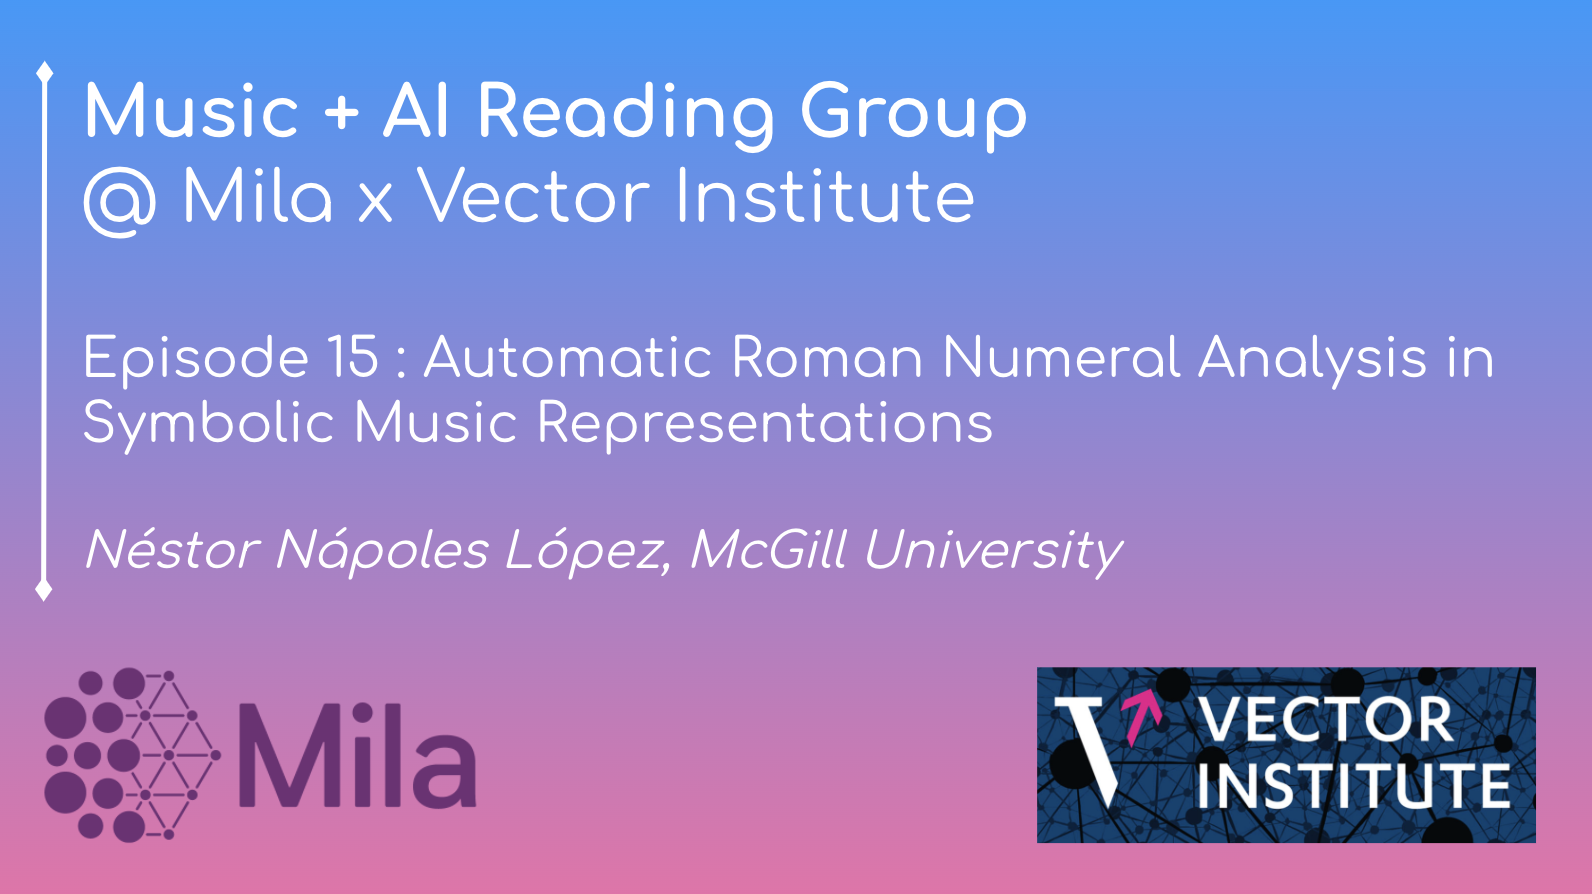 Music + AI Reading Group
@ Mila x Vector Institute
Episode 15 : Automatic Roman Numeral Analysis in
Symbolic Music Representations
Néstor Nápoles López, McGill University
Mila
VECTOR
INSTITUTE